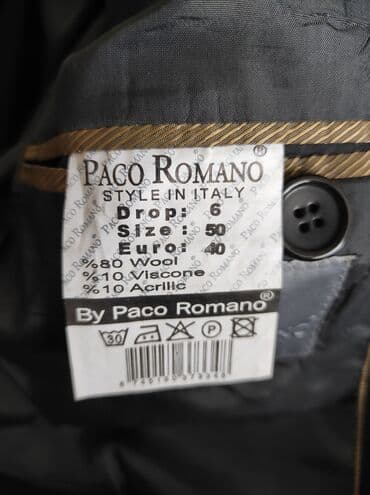 PACO ROMANO®
STYLE IN ITALY
Drop: 6
Size: 50
Euro: 40
%80 Wool
%10 Viscone
%10 Acrilic
By Paco Romano®
30 P